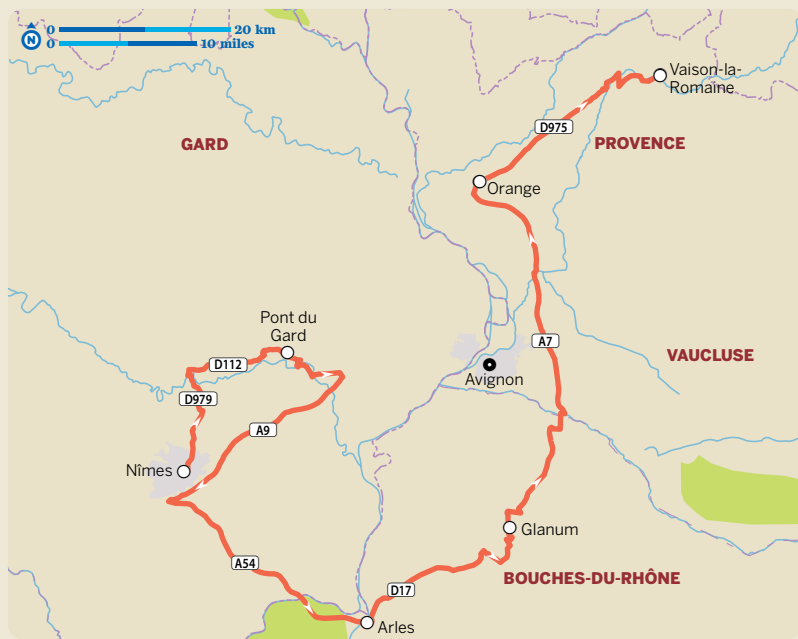 0 20 km
N
0 10 miles
Vaison-la-
Romaine
D975
GARD
PROVENCE
Orange
Pont du
Gard
A7
VAUCLUSE
D112
Avignon
D979
A9
Nîmes
Glanum
A54
BOUCHES-DU-RHÔNE
D17
Arles